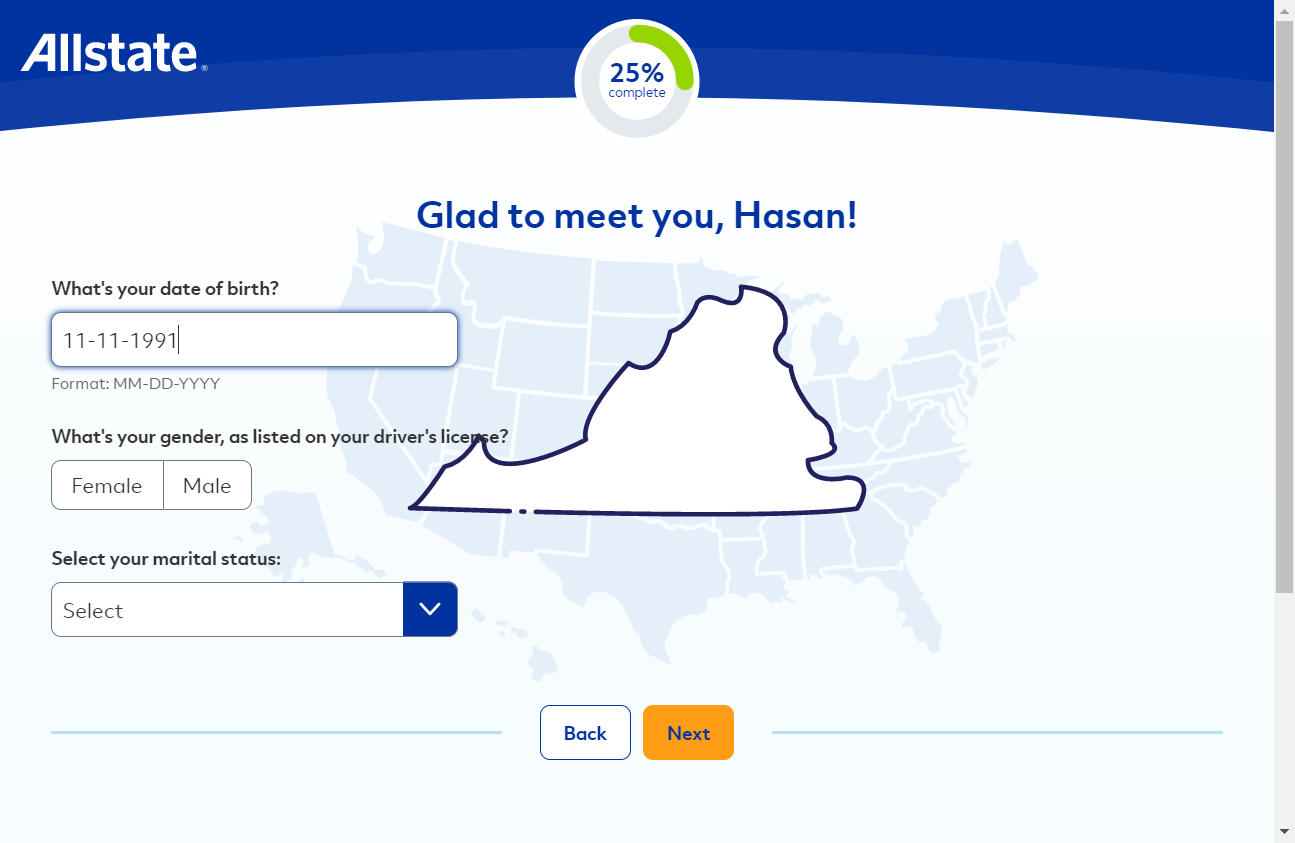 Allstate®
25%
complete
Glad to meet you, Hasan!
What's your date of birth?
11-11-1991
Format: MM-DD-YYYY
What's your gender, as listed on your driver's license?
Female Male
Select your marital status:
Select
Back Next